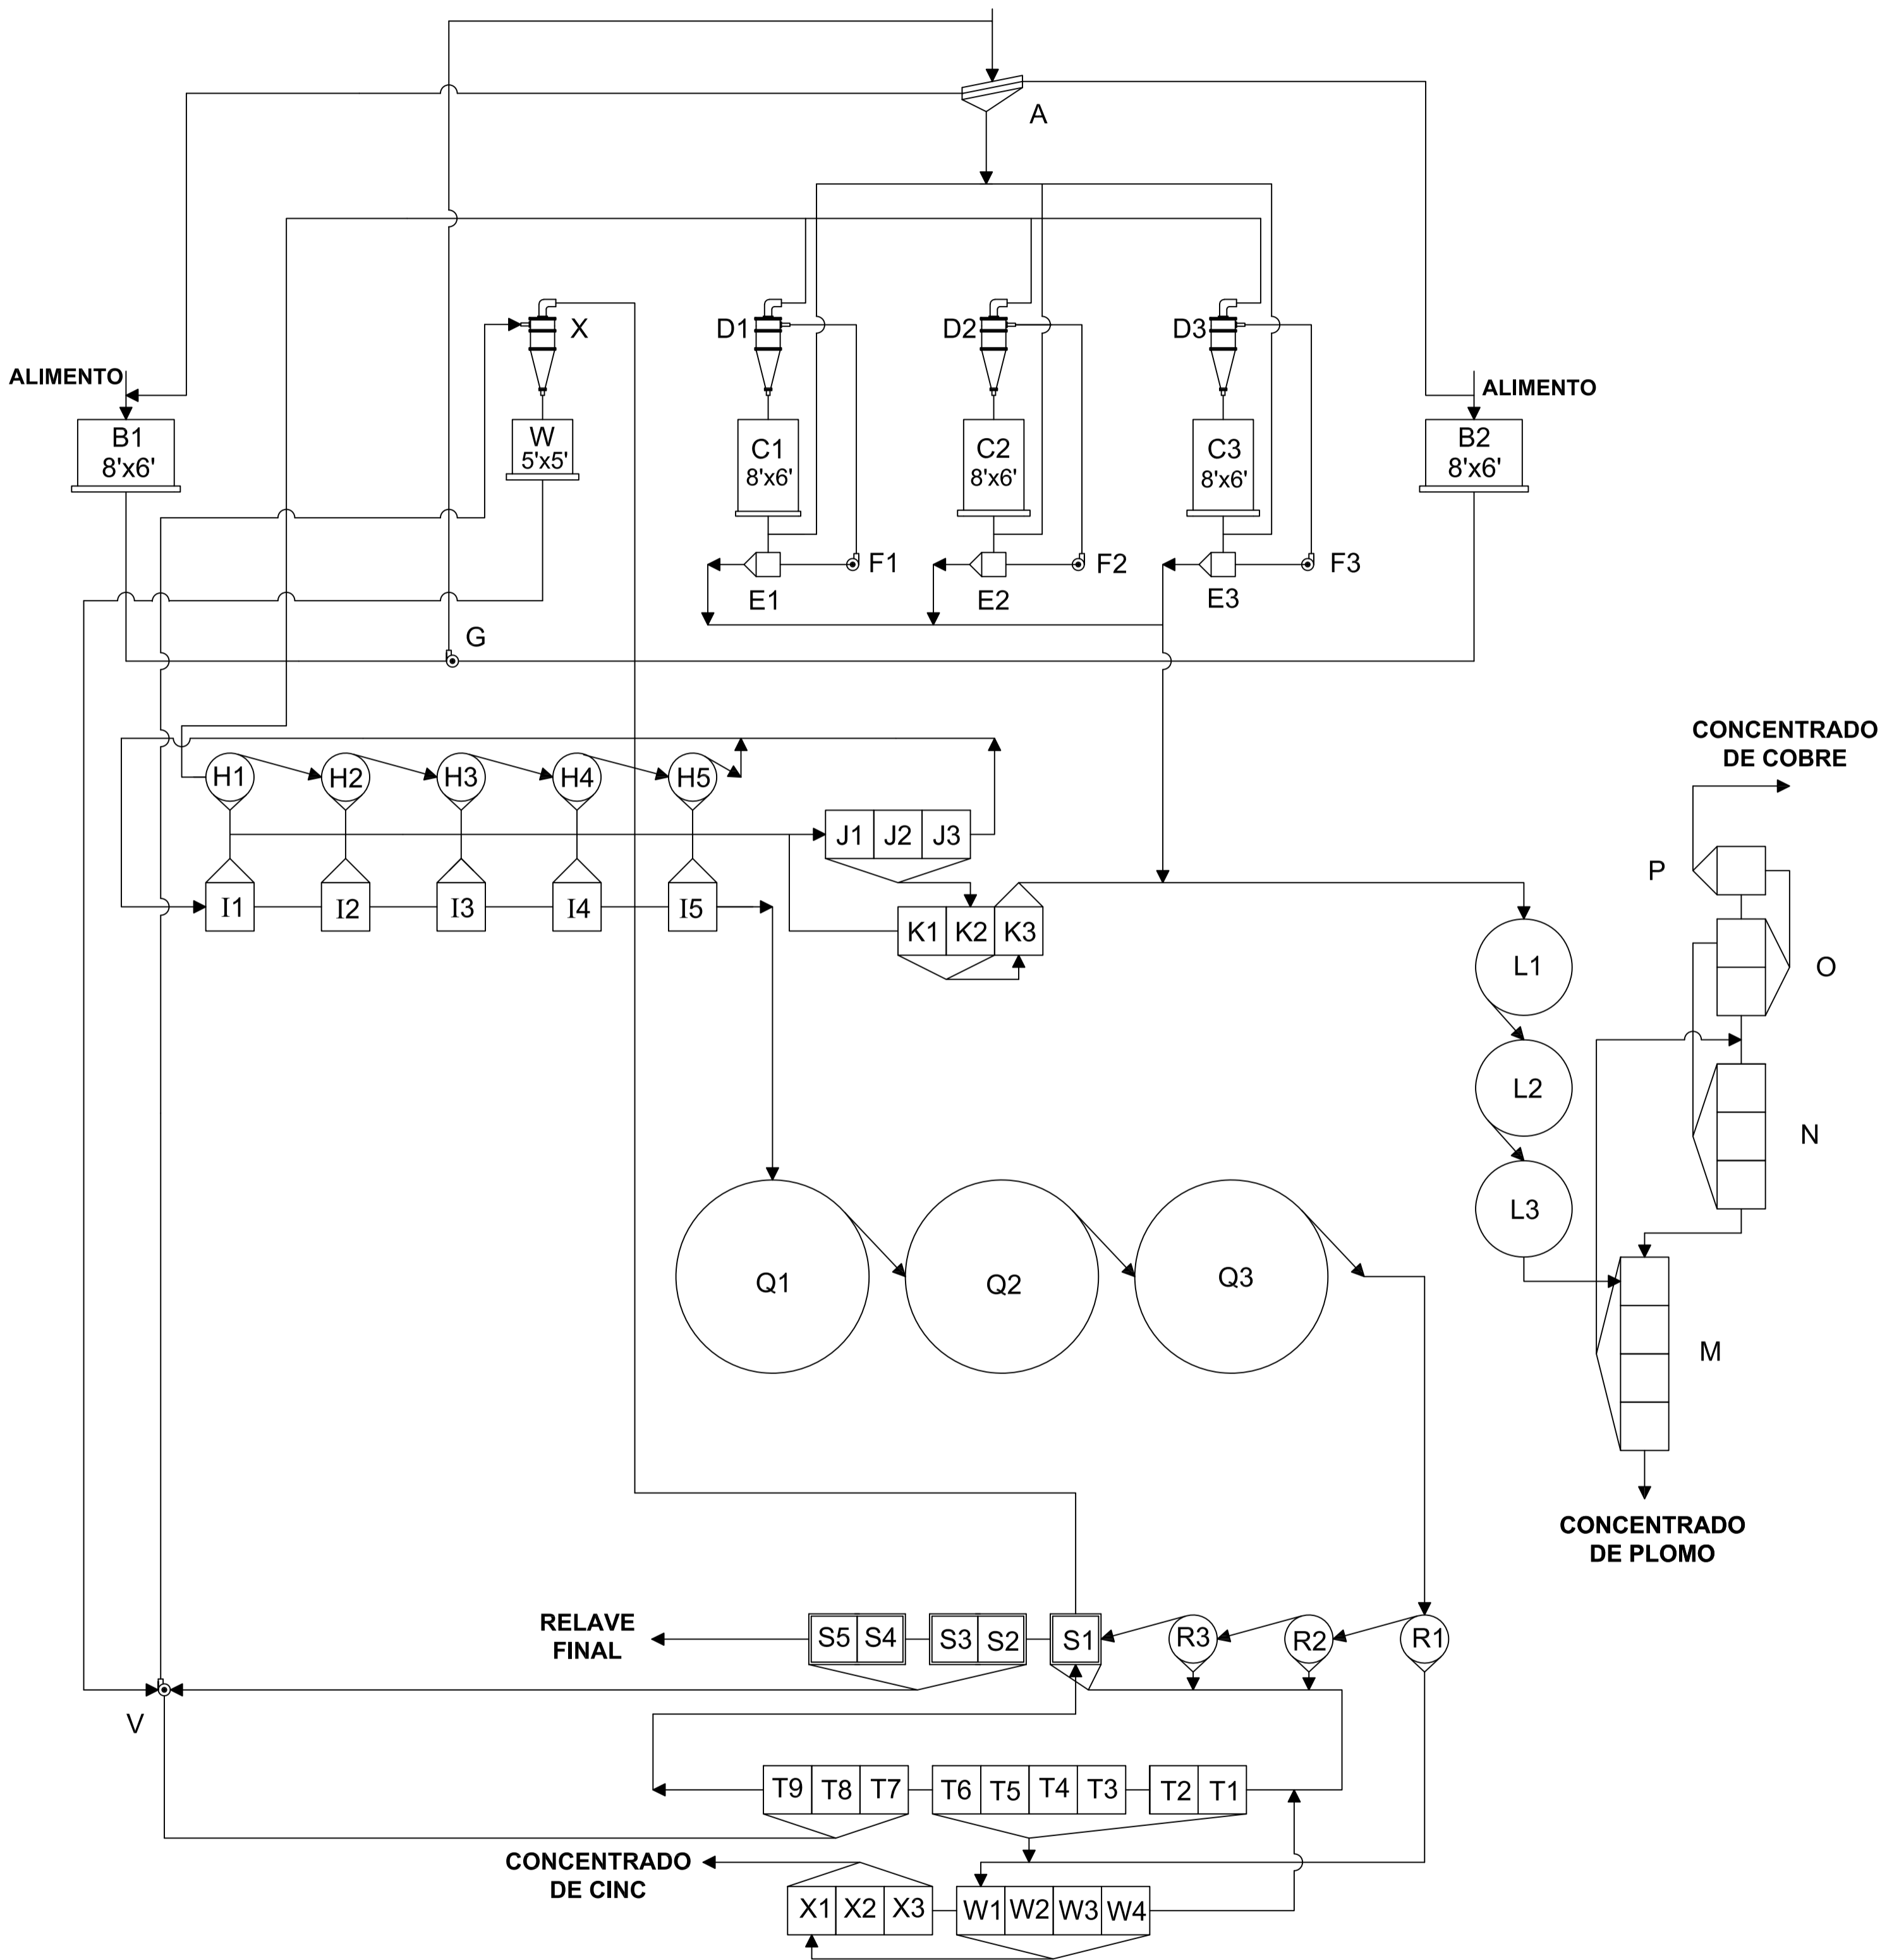 A
X
D1
D2
D3
ALIMENTO
ALIMENTO
B1
8'x6'
W
5'x5'
C1
8'x6'
C2
8'x6'
C3
8'x6'
B2
8'x6'
F1
F2
F3
E1
E2
E3
G
CONCENTRADO
DE COBRE
H1
H2
H3
H4
H5
J1
J2
J3
P
I1
I2
I3
I4
I5
K1
K2
K3
L1
O
L2
N
L3
Q1
Q2
Q3
M
CONCENTRADO
DE PLOMO
RELAVE
FINAL
S5
S4
S3
S2
S1
R3
R2
R1
V
T9
T8
T7
T6
T5
T4
T3
T2
T1
CONCENTRADO
DE CINC
X1
X2
X3
W1
W2
W3
W4